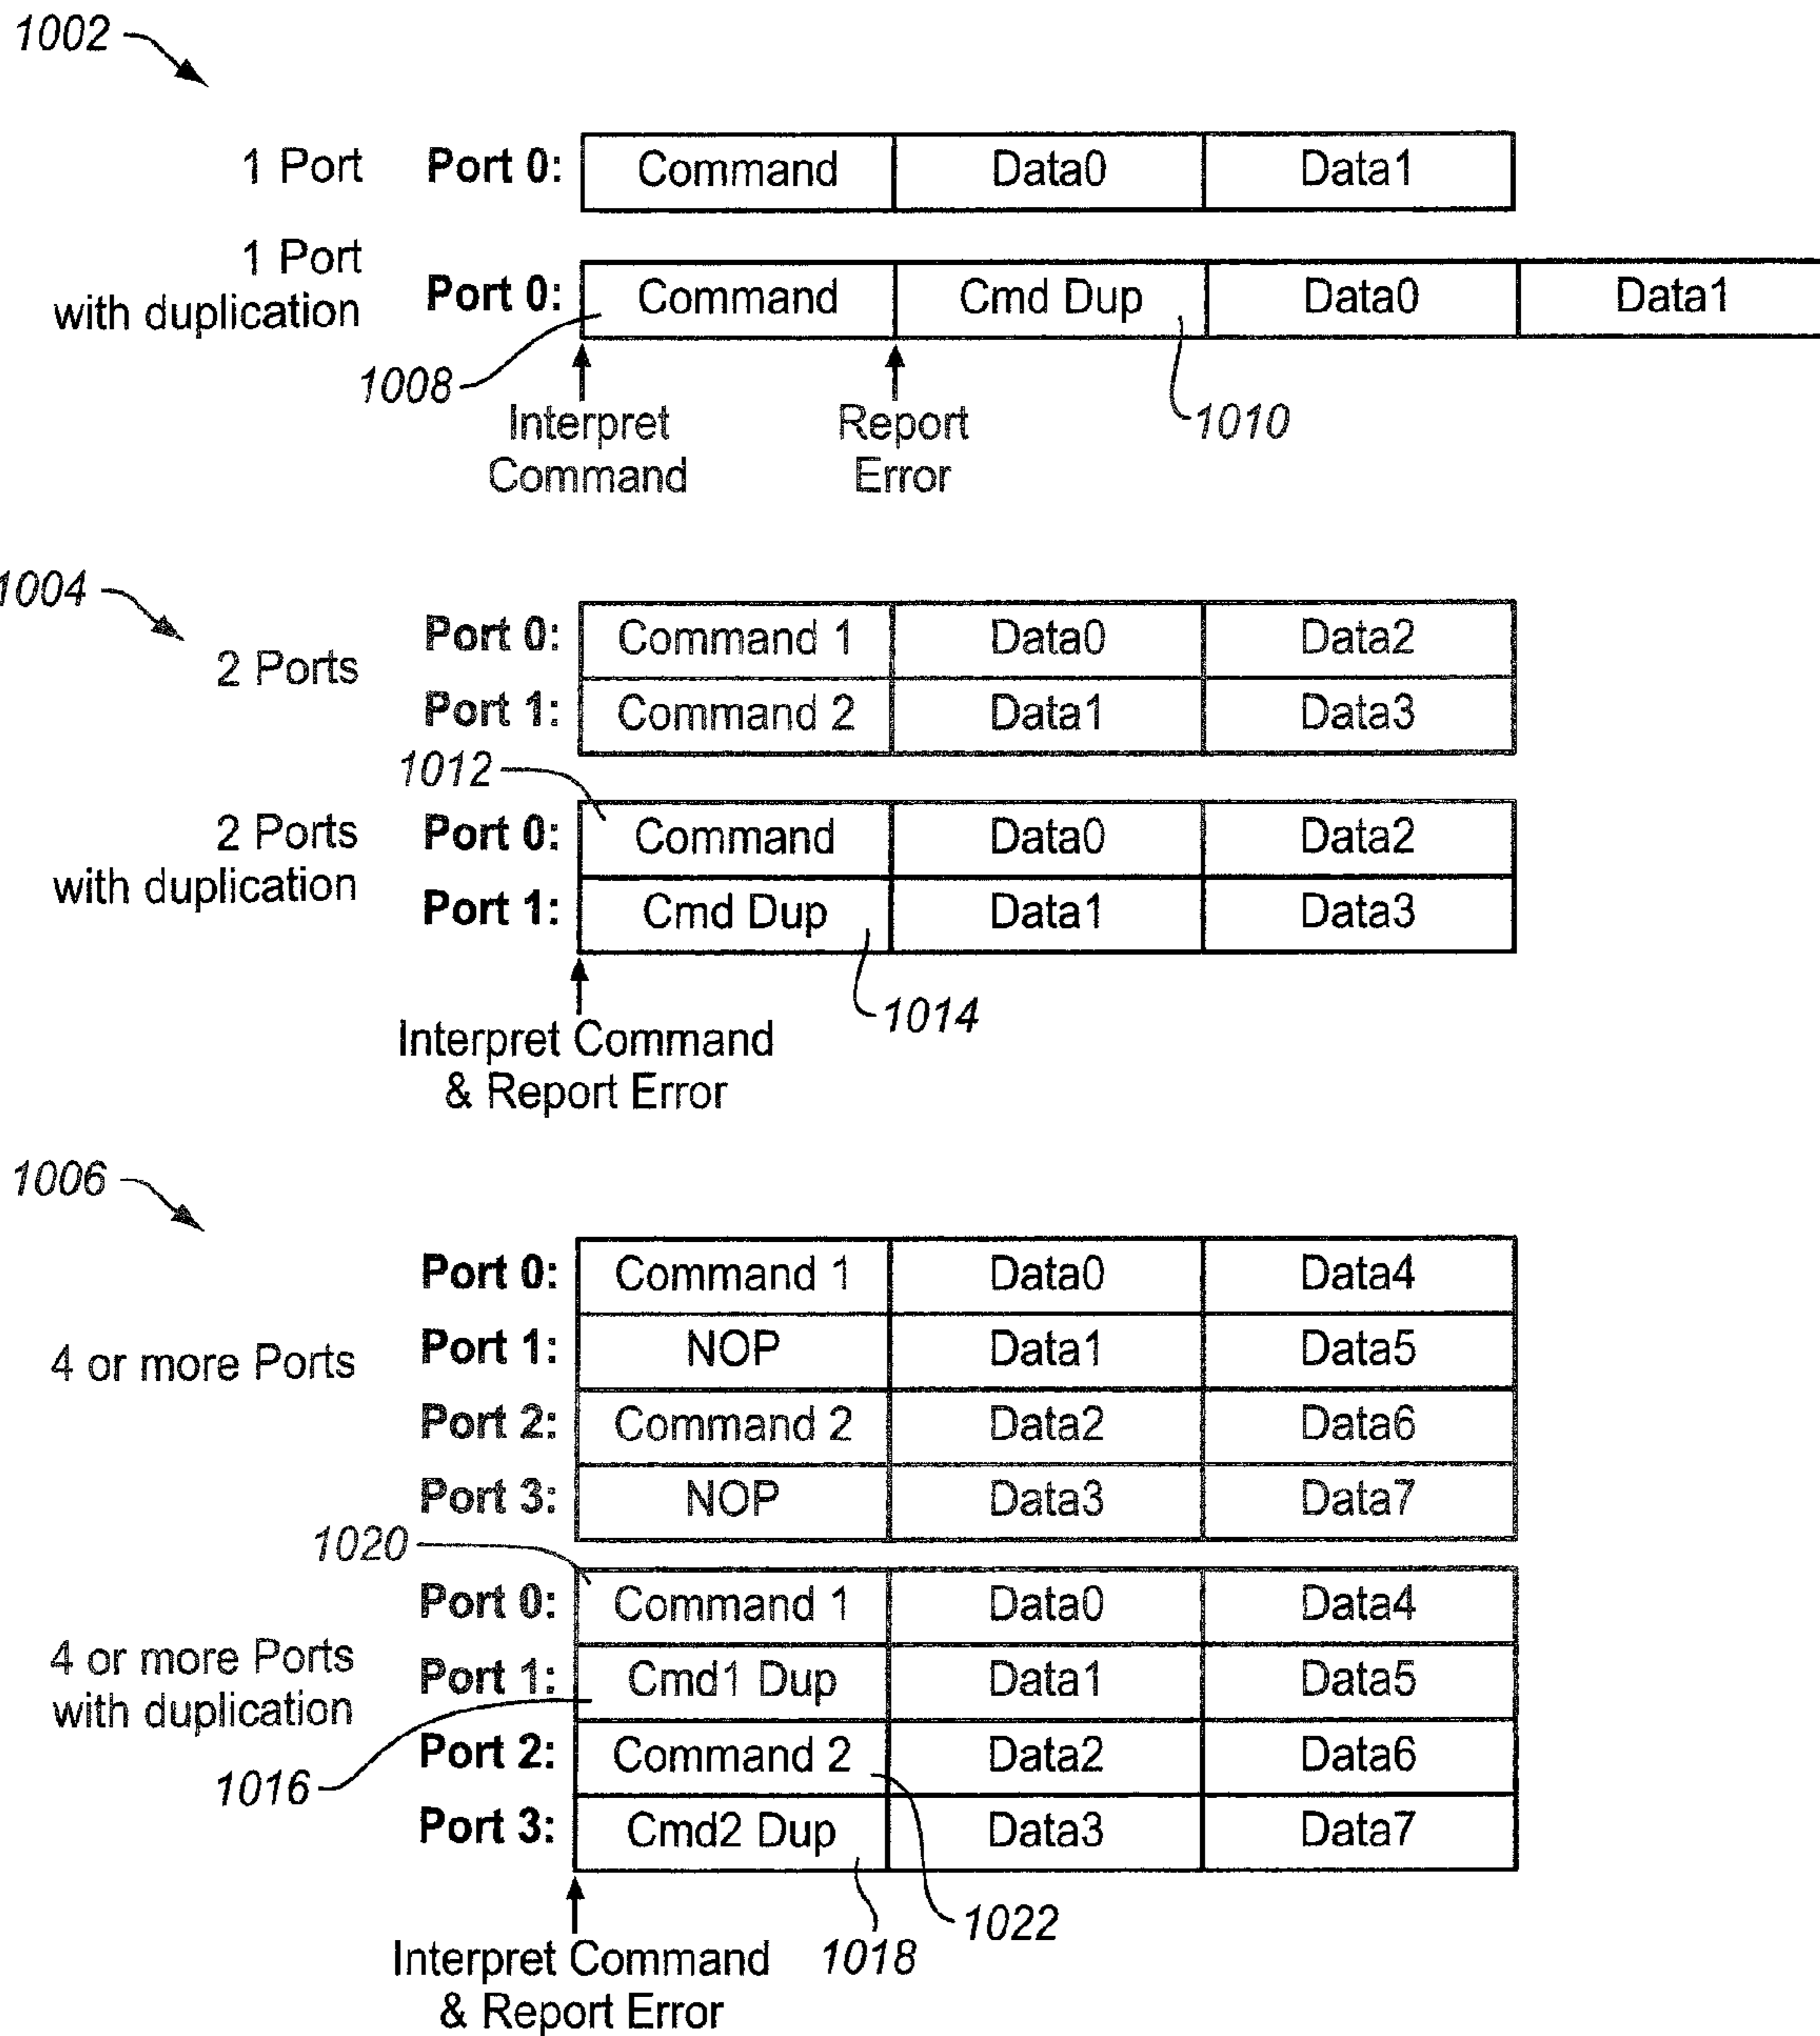 1002
1 Port Port 0: Command Data0 Data1
1 Port
with duplication Port 0: Command Cmd Dup Data0 Data1
1008 1010
Interpret Report
Command Error
1004
2 Ports
Port 0: Command 1 Data0 Data2
Port 1: Command 2 Data1 Data3
1012
2 Ports
with duplication
Port 0: Command Data0 Data2
Port 1: Cmd Dup Data1 Data3
1014
Interpret Command
& Report Error
1006
4 or more Ports
Port 0: Command 1 Data0 Data4
Port 1: NOP Data1 Data5
Port 2: Command 2 Data2 Data6
Port 3: NOP Data3 Data7
1020
4 or more Ports
with duplication
Port 0: Command 1 Data0 Data4
Port 1: Cmd1 Dup Data1 Data5
Port 2: Command 2 Data2 Data6
1016
Port 3: Cmd2 Dup Data3 Data7
1022
1018
Interpret Command
& Report Error